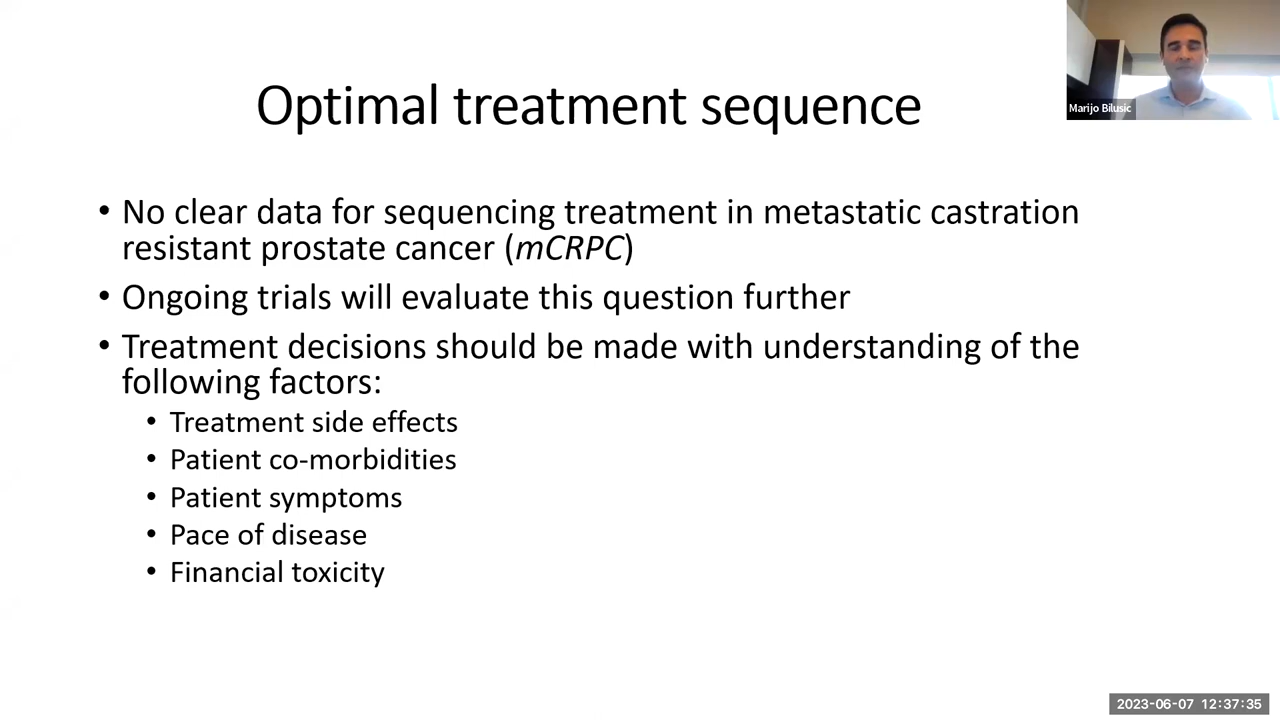 Marijo Bilusic
Optimal treatment sequence
• No clear data for sequencing treatment in metastatic castration
resistant prostate cancer (mCRPC)
• Ongoing trials will evaluate this question further
• Treatment decisions should be made with understanding of the
following factors:
• Treatment side effects
• Patient co-morbidities
• Patient symptoms
• Pace of disease
• Financial toxicity
2023-06-07 12:37:35